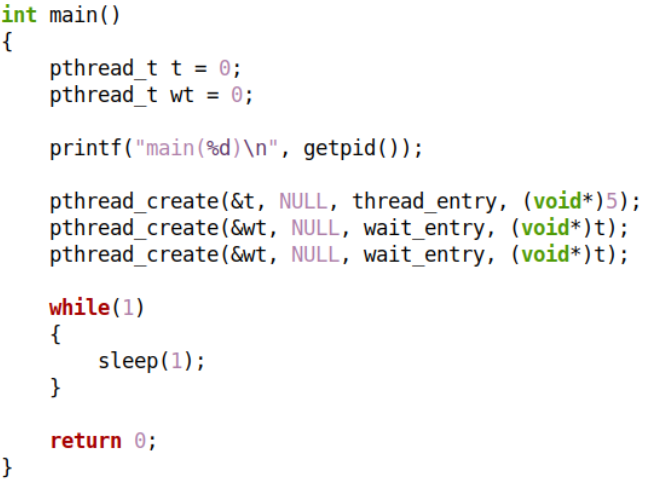 int main()
{
    pthread_t t = 0;
    pthread_t wt = 0;

    printf("main(%d)\n", getpid());

    pthread_create(&t, NULL, thread_entry, (void*)5);
    pthread_create(&wt, NULL, wait_entry, (void*)t);
    pthread_create(&wt, NULL, wait_entry, (void*)t);

    while(1)
    {
        sleep(1);
    }

    return 0;
}